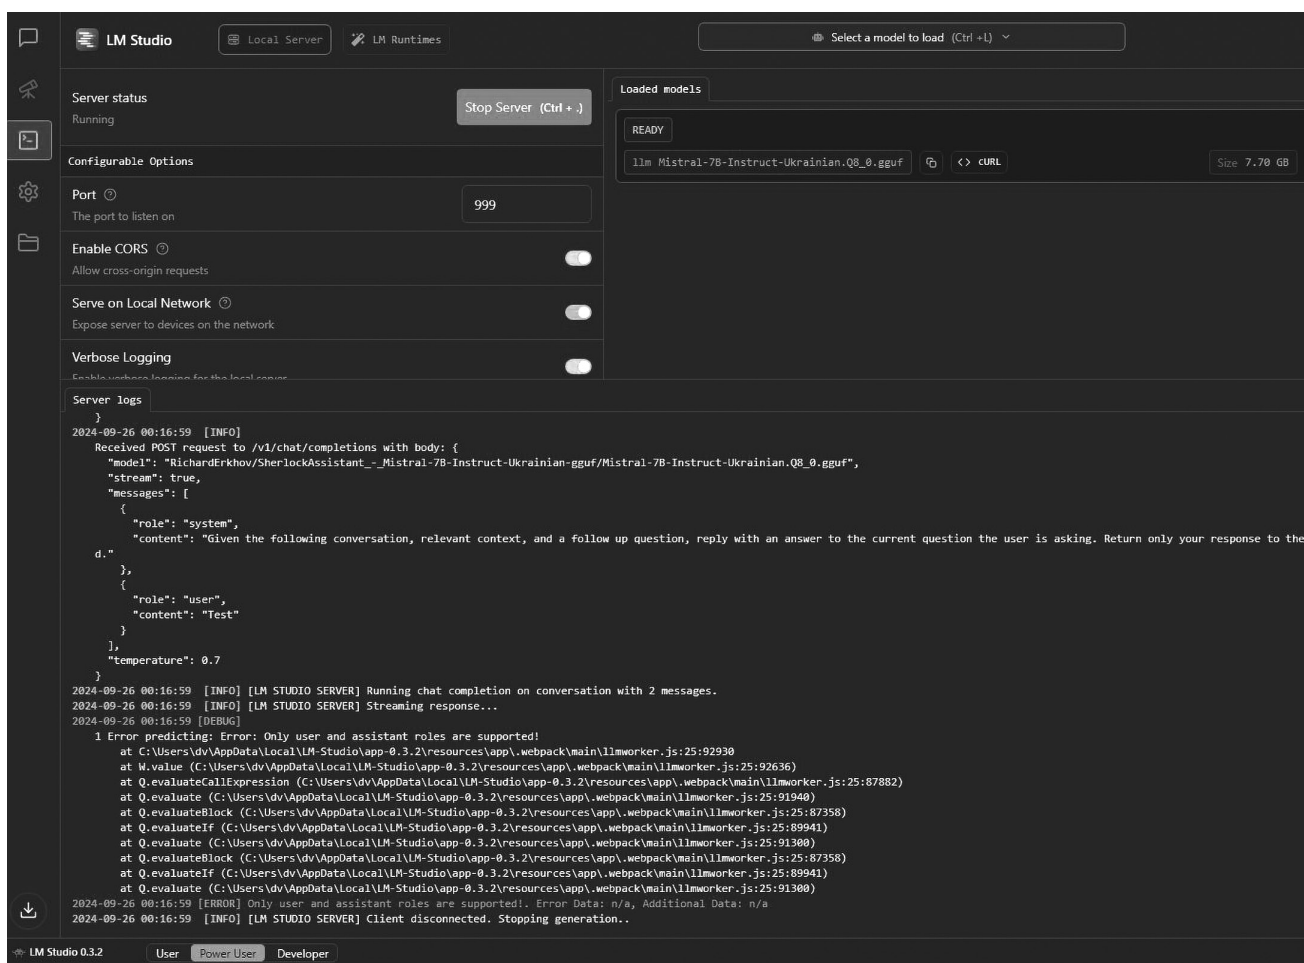 LM Studio
Local Server
LM Runtimes
Select a model to load (Ctrl +L)
Server status
Running
Stop Server (Ctrl + .)
Configurable Options
Port
The port to listen on
999
Enable CORS
Allow cross-origin requests
Serve on Local Network
Expose server to devices on the network
Verbose Logging
Enable verbose logging for the local server
Loaded models
READY
llm Mistral-7B-Instruct-Ukrainian.Q8_0.gguf
cURL
Size 7.70 GB
Server logs
}
2024-09-26 00:16:59 [INFO]
Received POST request to /v1/chat/completions with body: {
"model": "RichardErkhov/SherlockAssistant_-_Mistral-7B-Instruct-Ukrainian-gguf/Mistral-7B-Instruct-Ukrainian.Q8_0.gguf",
"stream": true,
"messages": [
{
"role": "system",
"content": "Given the following conversation, relevant context, and a follow up question, reply with an answer to the current question the user is asking. Return only your response to the
d."
},
{
"role": "user",
"content": "Test"
}
],
"temperature": 0.7
}
2024-09-26 00:16:59 [INFO] [LM STUDIO SERVER] Running chat completion on conversation with 2 messages.
2024-09-26 00:16:59 [INFO] [LM STUDIO SERVER] Streaming response...
2024-09-26 00:16:59 [DEBUG]
1 Error predicting: Error: Only user and assistant roles are supported!
at C:\Users\dv\AppData\Local\LM-Studio\app-0.3.2\resources\app\.webpack\main\llmworker.js:25:92930
at W.value (C:\Users\dv\AppData\Local\LM-Studio\app-0.3.2\resources\app\.webpack\main\llmworker.js:25:92636)
at Q.evaluateCallExpression (C:\Users\dv\AppData\Local\LM-Studio\app-0.3.2\resources\app\.webpack\main\llmworker.js:25:87882)
at Q.evaluate (C:\Users\dv\AppData\Local\LM-Studio\app-0.3.2\resources\app\.webpack\main\llmworker.js:25:91940)
at Q.evaluateBlock (C:\Users\dv\AppData\Local\LM-Studio\app-0.3.2\resources\app\.webpack\main\llmworker.js:25:87358)
at Q.evaluateIf (C:\Users\dv\AppData\Local\LM-Studio\app-0.3.2\resources\app\.webpack\main\llmworker.js:25:89941)
at Q.evaluate (C:\Users\dv\AppData\Local\LM-Studio\app-0.3.2\resources\app\.webpack\main\llmworker.js:25:91300)
at Q.evaluateBlock (C:\Users\dv\AppData\Local\LM-Studio\app-0.3.2\resources\app\.webpack\main\llmworker.js:25:87358)
at Q.evaluateIf (C:\Users\dv\AppData\Local\LM-Studio\app-0.3.2\resources\app\.webpack\main\llmworker.js:25:89941)
at Q.evaluate (C:\Users\dv\AppData\Local\LM-Studio\app-0.3.2\resources\app\.webpack\main\llmworker.js:25:91300)
2024-09-26 00:16:59 [ERROR] Only user and assistant roles are supported!. Error Data: n/a, Additional Data: n/a
2024-09-26 00:16:59 [INFO] [LM STUDIO SERVER] Client disconnected. Stopping generation..
LM Studio 0.3.2
User
Power User
Developer